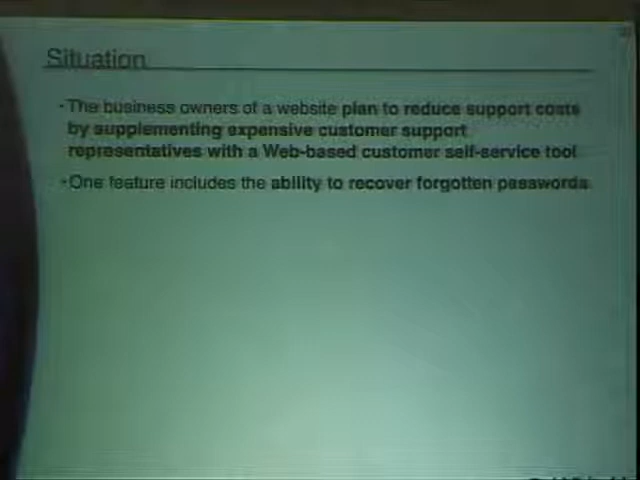 Situation
•The business owners of a website plan to reduce support costs
by supplementing expensive customer support
representatives with a Web-based customer self-service tool
•One feature includes the ability to recover forgotten passwords